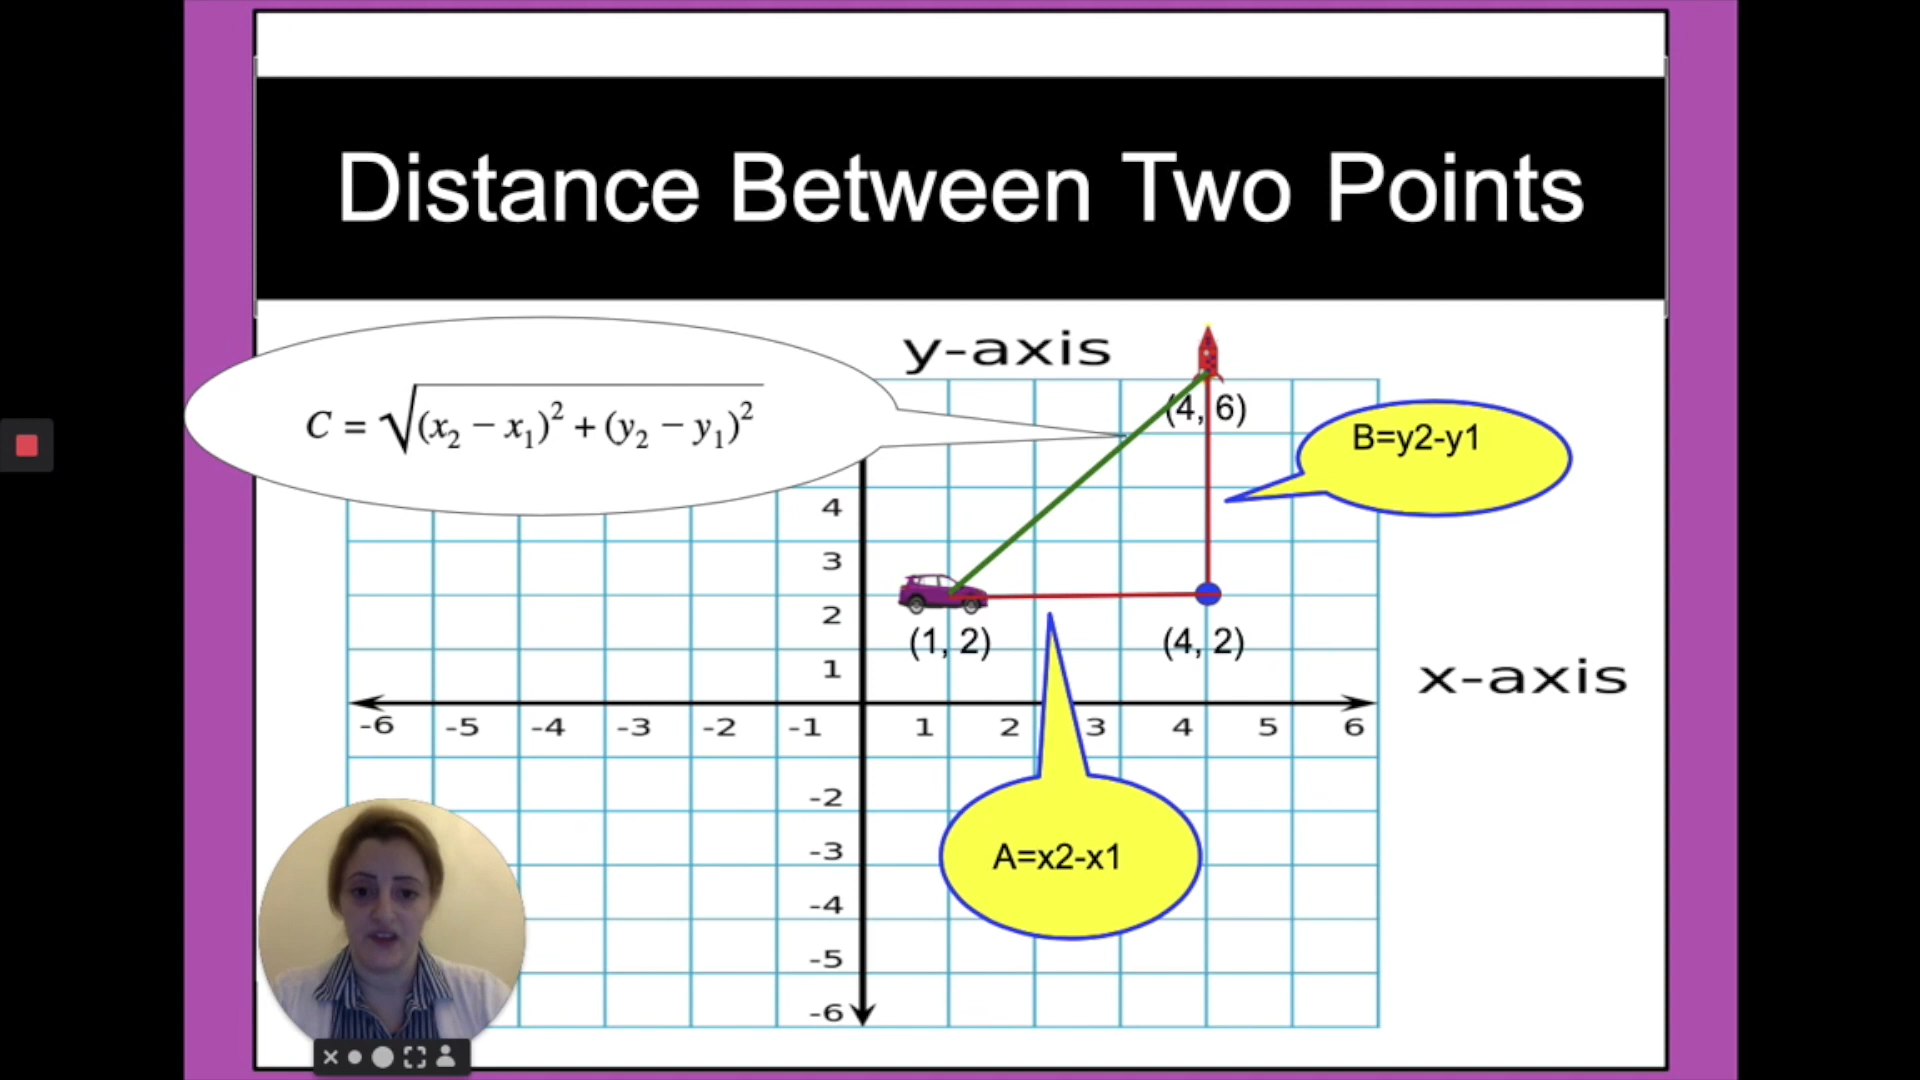 Distance Between Two Points
y-axis
C = √(x₂ − x₁)² + (y₂ − y₁)²
(4, 6)
B=y2-y1
4
3
2
1
(1, 2)
(4, 2)
x-axis
-6 -5 -4 -3 -2 -1 1 2 3 4 5 6
-2
-3
-4
-5
-6
A=x2-x1